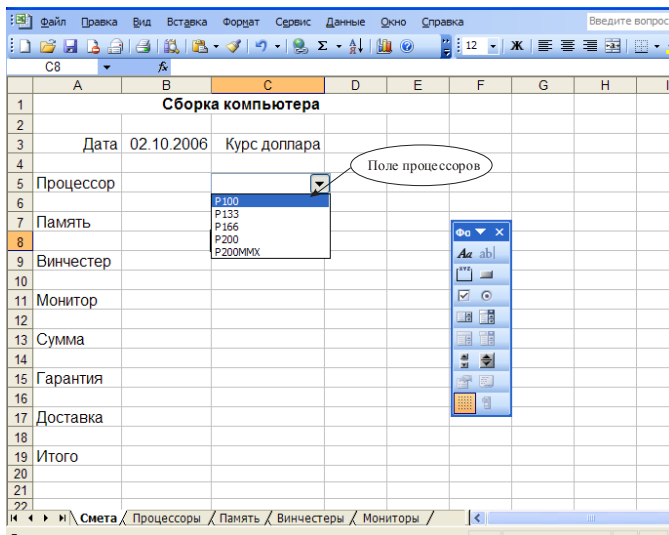 Файл Правка Вид Вставка Формат Сервис Данные Окно Справка Введите вопрос
12 Ж
C8 fx
A B C D E F G H I
1 Сборка компьютера
2
3 Дата 02.10.2006 Курс доллара
4 Поле процессоров
5 Процессор
6 P100
P133
7 Память P166
8 P200
9 Винчестер P200MMX
Фо
Aa ab
10
11 Монитор
12
13 Сумма
14
15 Гарантия
16
17 Доставка
18
19 Итого
20
21
22
Смета Процессоры Память Винчестеры Мониторы